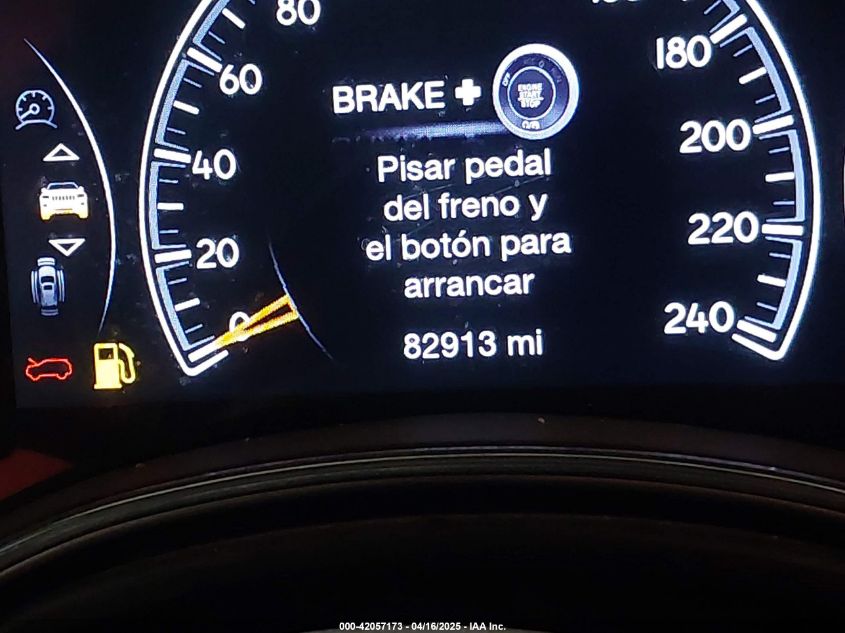 80
60
40
20
0
180
200
220
240
BRAKE +
ENGINE
START
STOP
Pisar pedal
del freno y
el botón para
arrancar
82913 mi
000-42057173 - 04/16/2025 - IAA Inc.